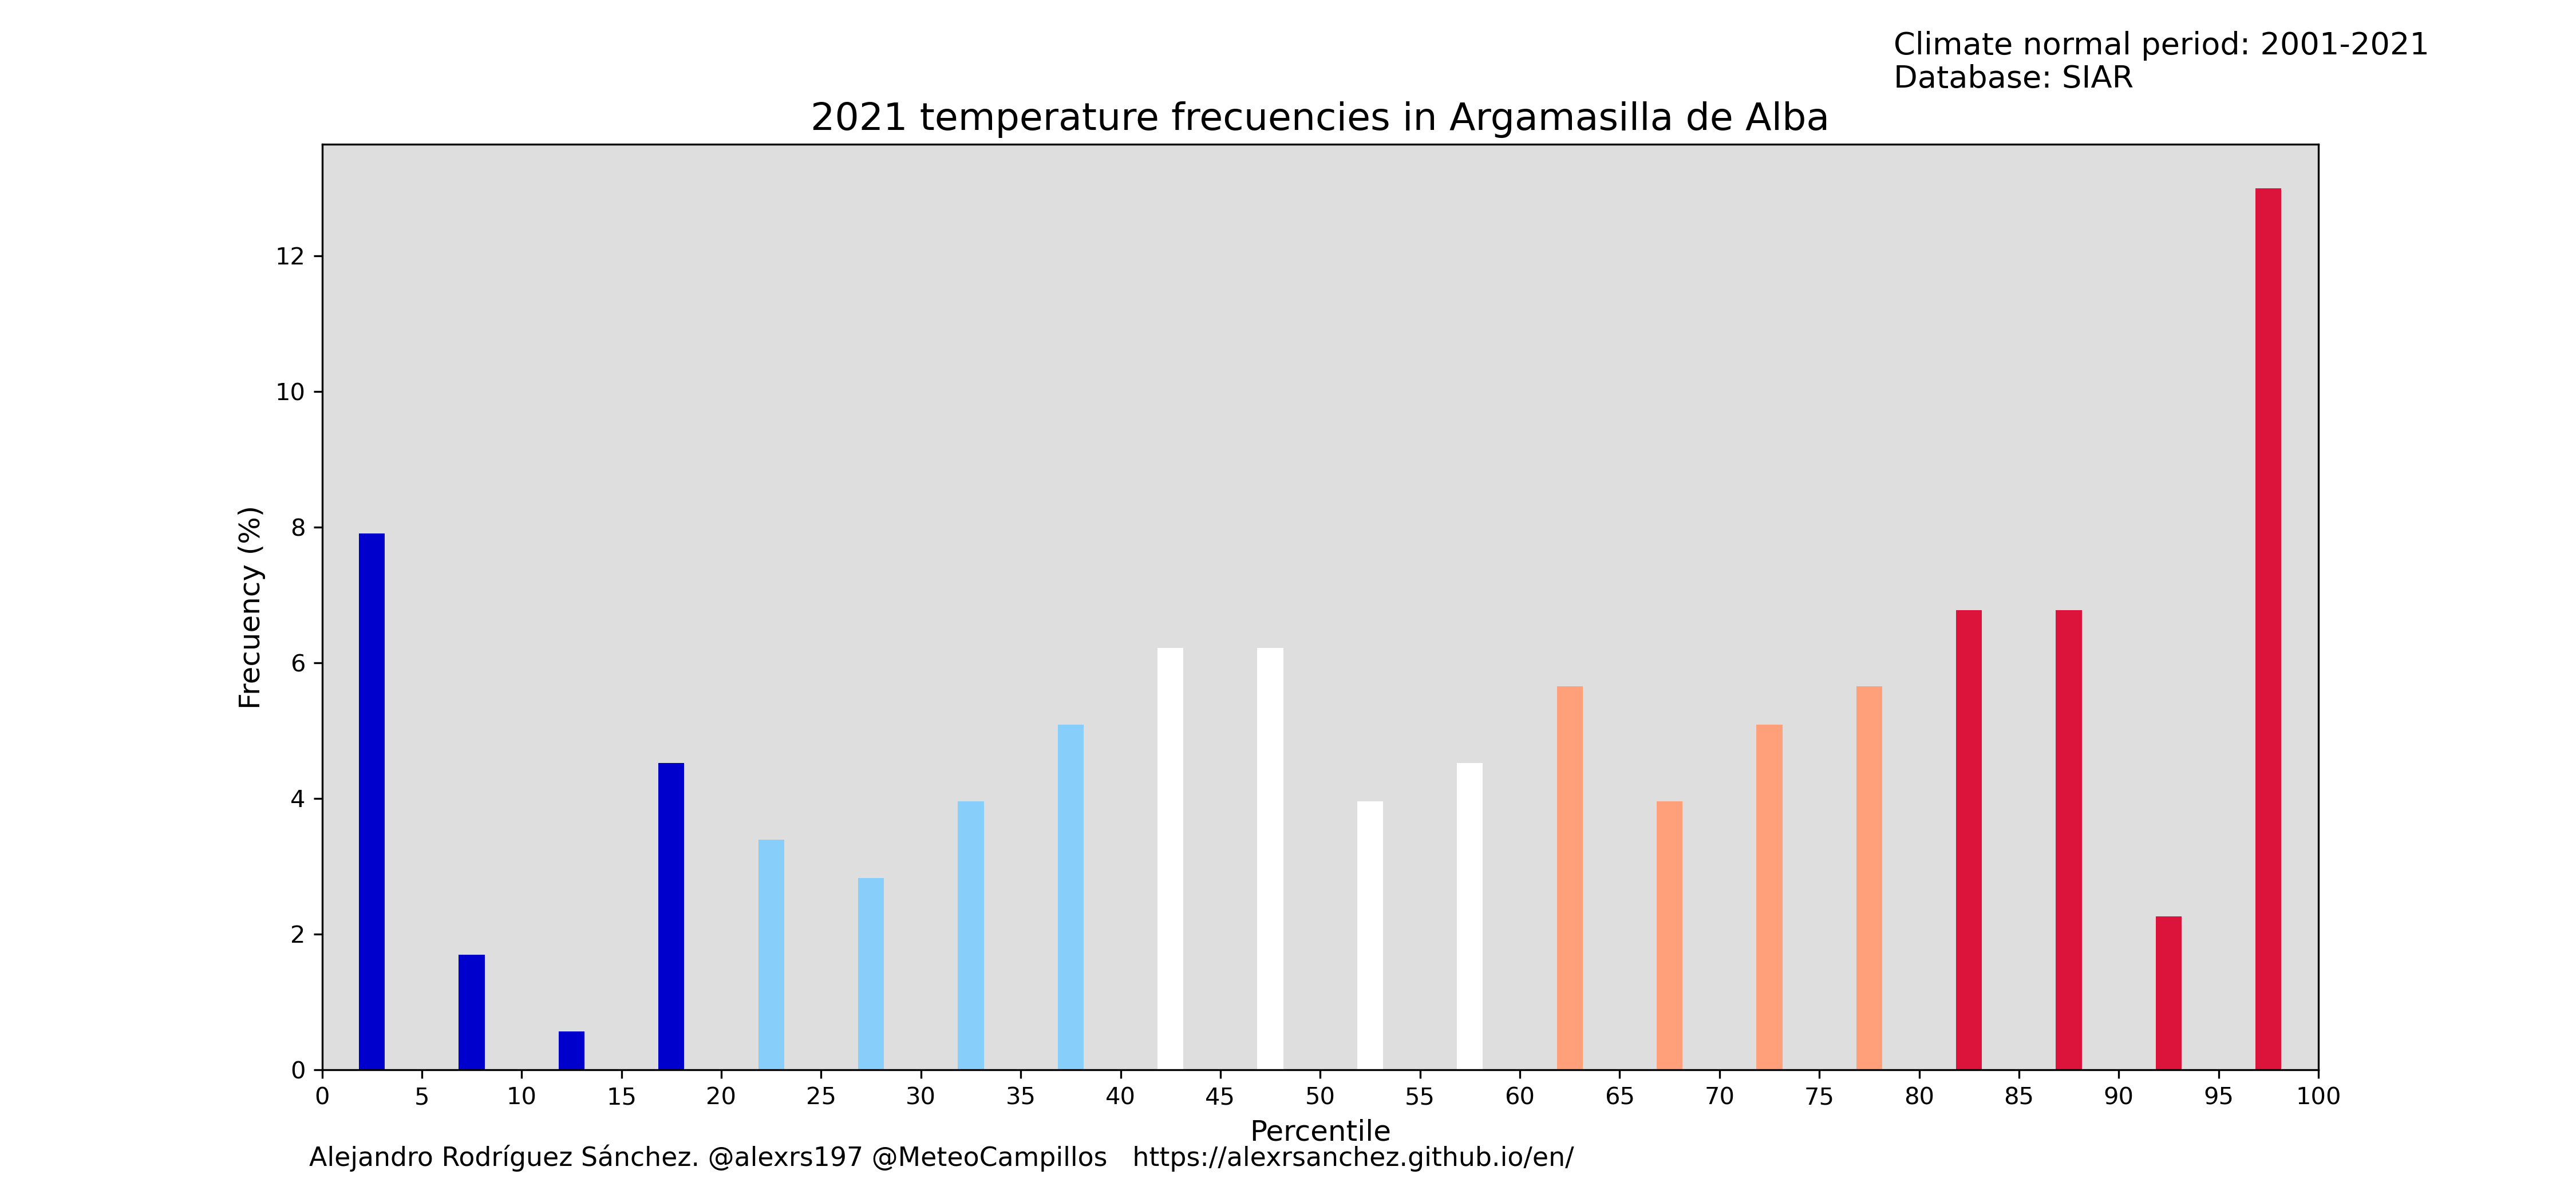 Climate normal period: 2001-2021
Database: SIAR
2021 temperature frecuencies in Argamasilla de Alba
Frecuency (%)
12
10
8
6
4
2
0
0 5 10 15 20 25 30 35 40 45 50 55 60 65 70 75 80 85 90 95 100
Percentile
Alejandro Rodríguez Sánchez. @alexrs197 @MeteoCampillos https://alexrsanchez.github.io/en/